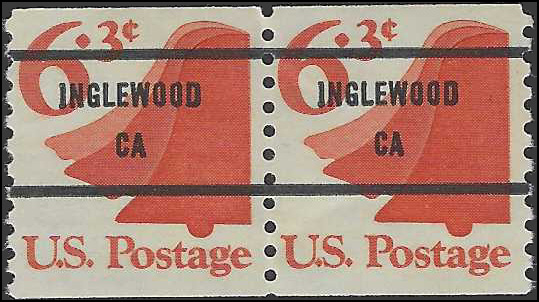 6.3¢ 6.3¢
INGLEWOOD INGLEWOOD
CA CA
U.S. Postage U.S. Postage